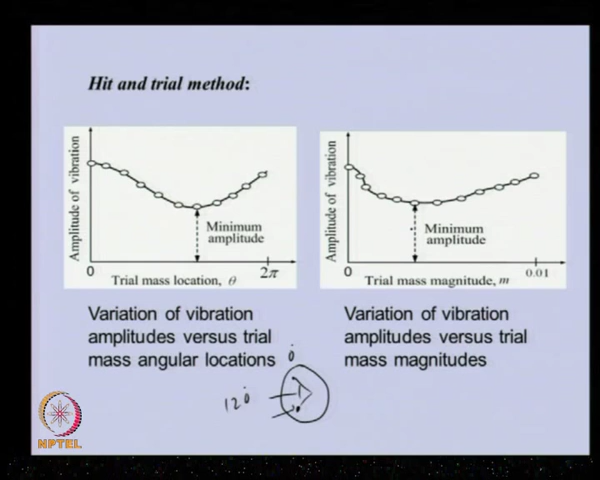 Hit and trial method:
Amplitude of vibration
Minimum
amplitude
0
2π
Trial mass location, θ
Variation of vibration
amplitudes versus trial
mass angular locations
Amplitude of vibration
Minimum
amplitude
0
0.01
Trial mass magnitude, m
Variation of vibration
amplitudes versus trial
mass magnitudes
NPTEL